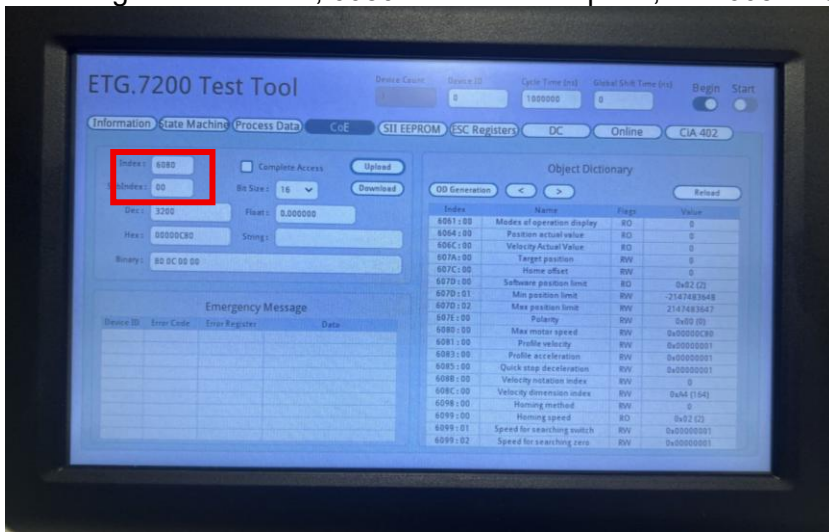 ETG.7200 Test Tool
Device Count Device ID Cycle Time (ns) Global Shift Time (ns) Begin Start
0 1000000 0
Information State Machine Process Data CoE SII EEPROM ESC Registers DC Online CiA 402
Index: 6080 Complete Access Upload
SubIndex: 00 Bit Size: 16 Download
Dec: 3200 Float: 0.000000
Hex: 00000C80 String:
Binary: 80 0C 00 00
Emergency Message
Device ID Error Code Error Register Data
Object Dictionary
OD Generation < > Reload
Index Name Flags Value
6061:00 Modes of operation display RO 0
6064:00 Position actual value RO 0
606C:00 Velocity Actual Value RO 0
607A:00 Target position RW 0
607C:00 Home offset RW 0
607D:00 Software position limit RO 0x02 (2)
607D:01 Min position limit RW -2147483648
607D:02 Max position limit RW 2147483647
607E:00 Polarity RW 0x00 (0)
6080:00 Max motor speed RW 0x00000C80
6081:00 Profile velocity RW 0x00000001
6083:00 Profile acceleration RW 0x00000001
6085:00 Quick stop deceleration RW 0x00000001
608B:00 Velocity notation index RW 0
608C:00 Velocity dimension index RW 0xA4 (164)
6098:00 Homing method RW 0
6099:00 Homing speed RO 0x02 (2)
6099:01 Speed for searching switch RW 0x00000001
6099:02 Speed for searching zero RW 0x00000001